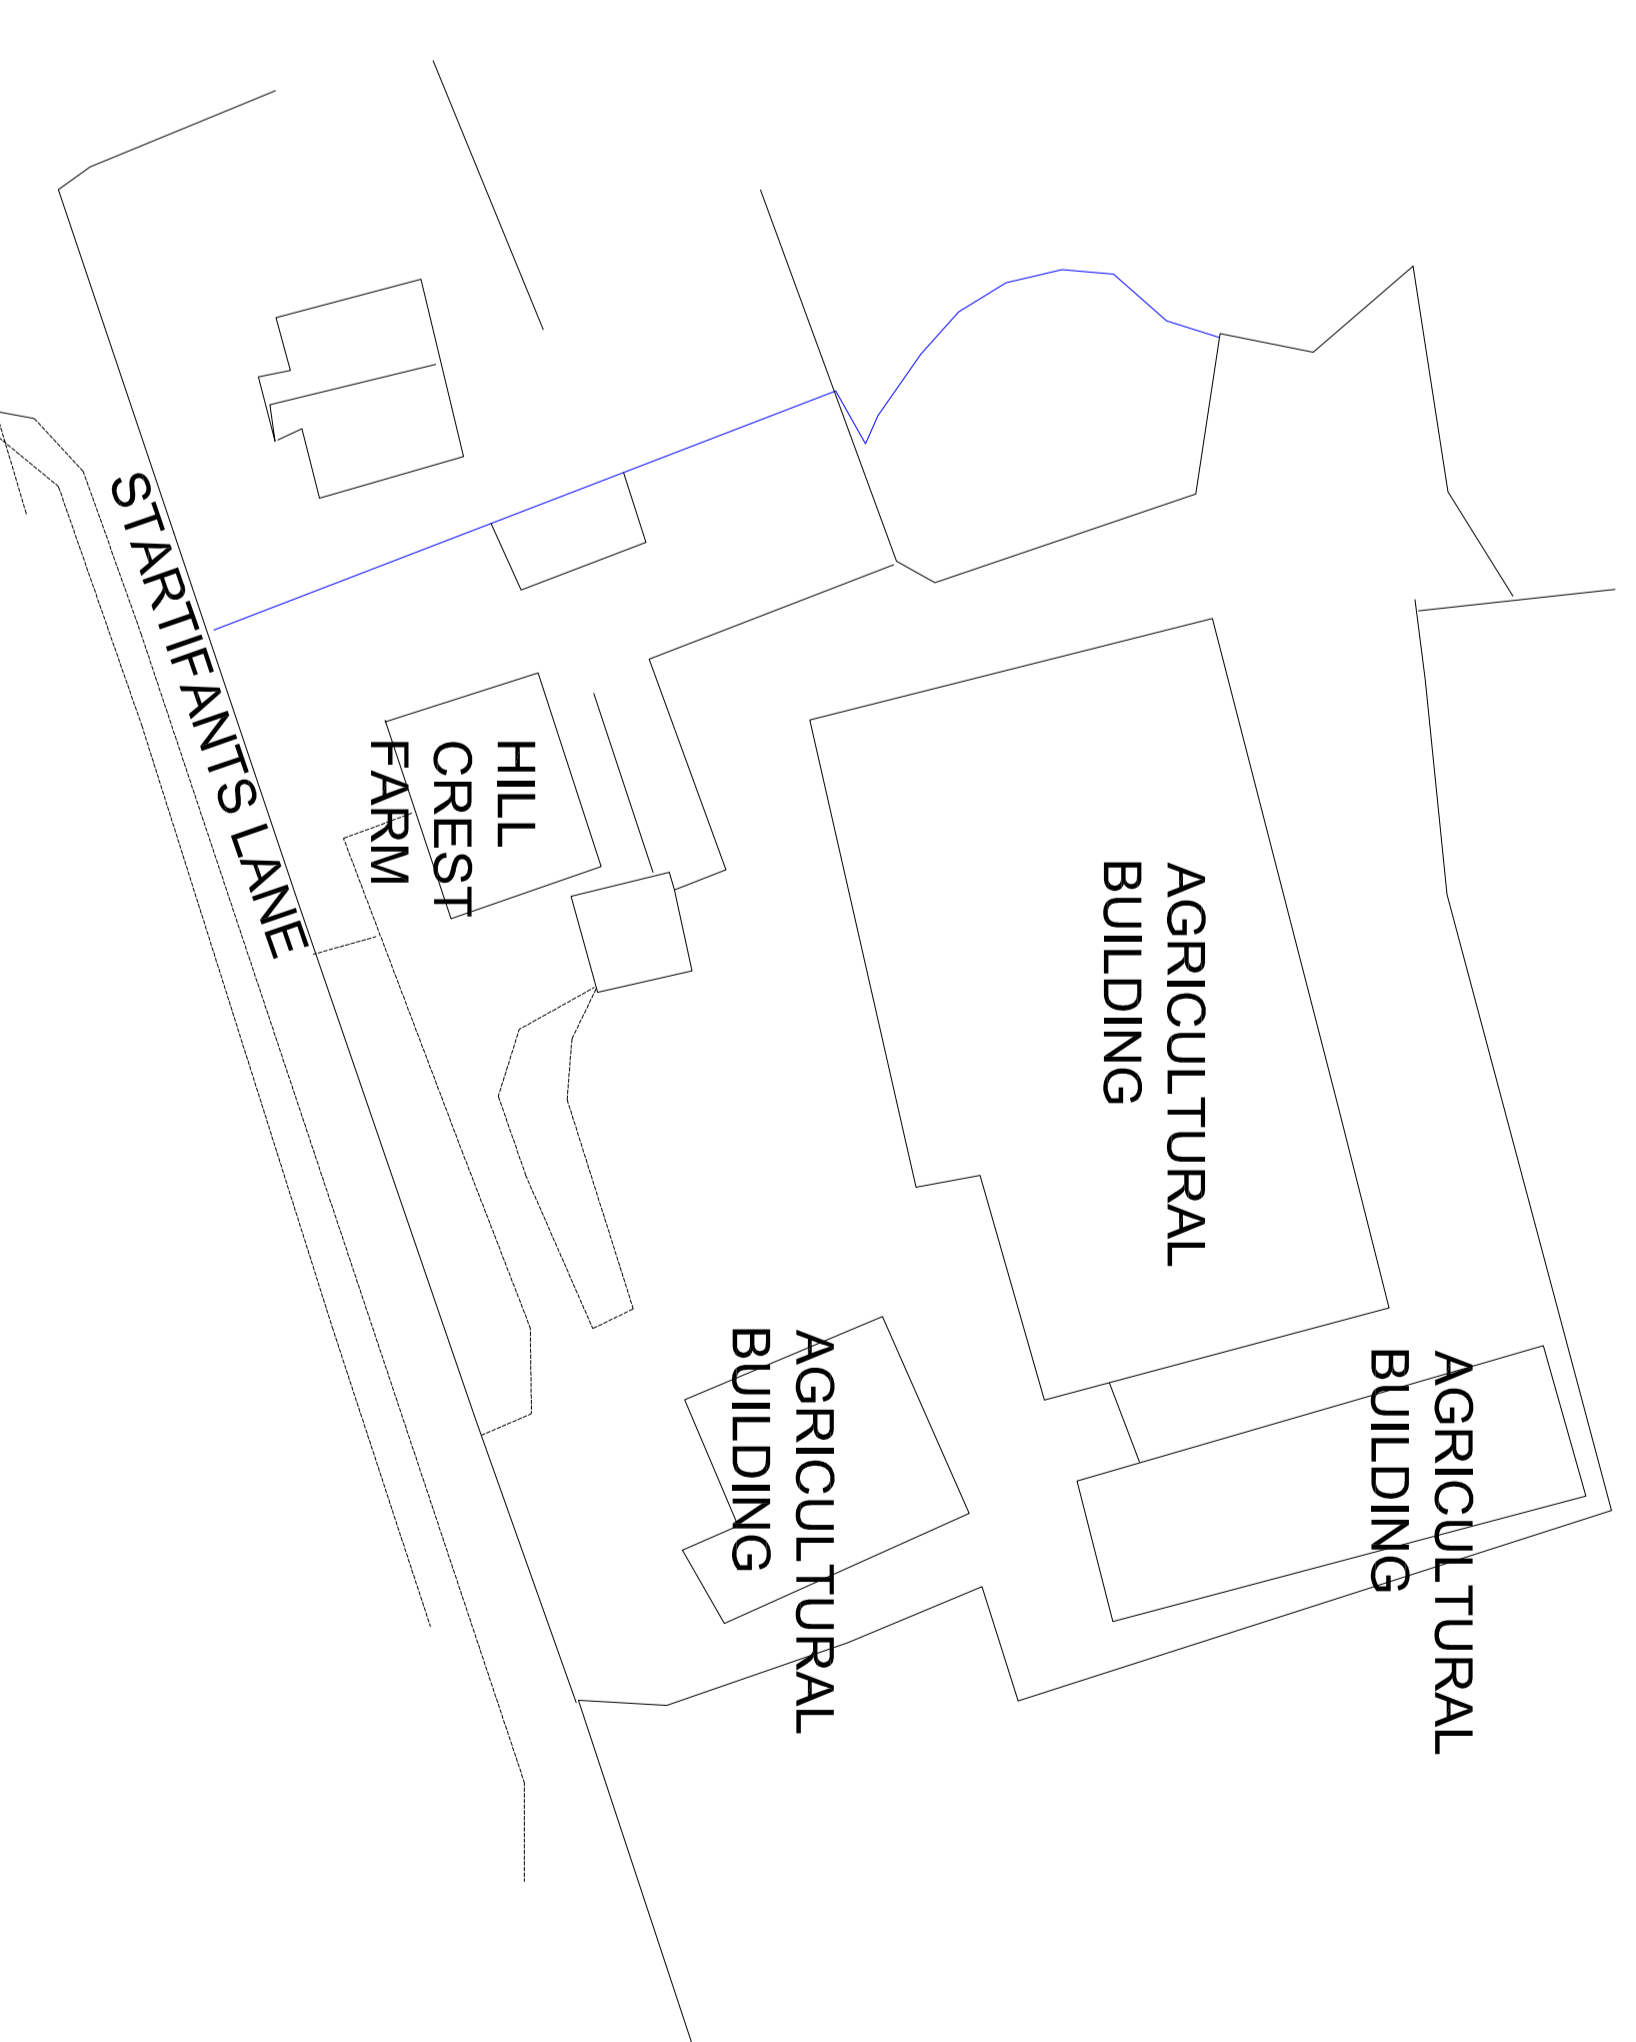 STARTIFANTS LANE
HILL
CREST
FARM
AGRICULTURAL
BUILDING
AGRICULTURAL
BUILDING
AGRICULTURAL
BUILDING